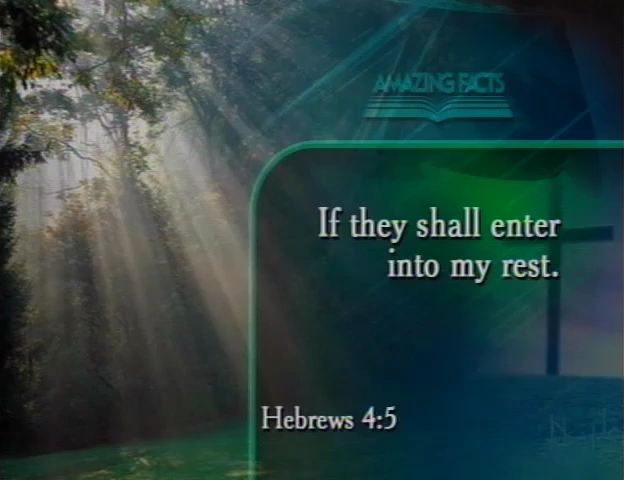 AMAZING FACTS
If they shall enter
into my rest.
Hebrews 4:5